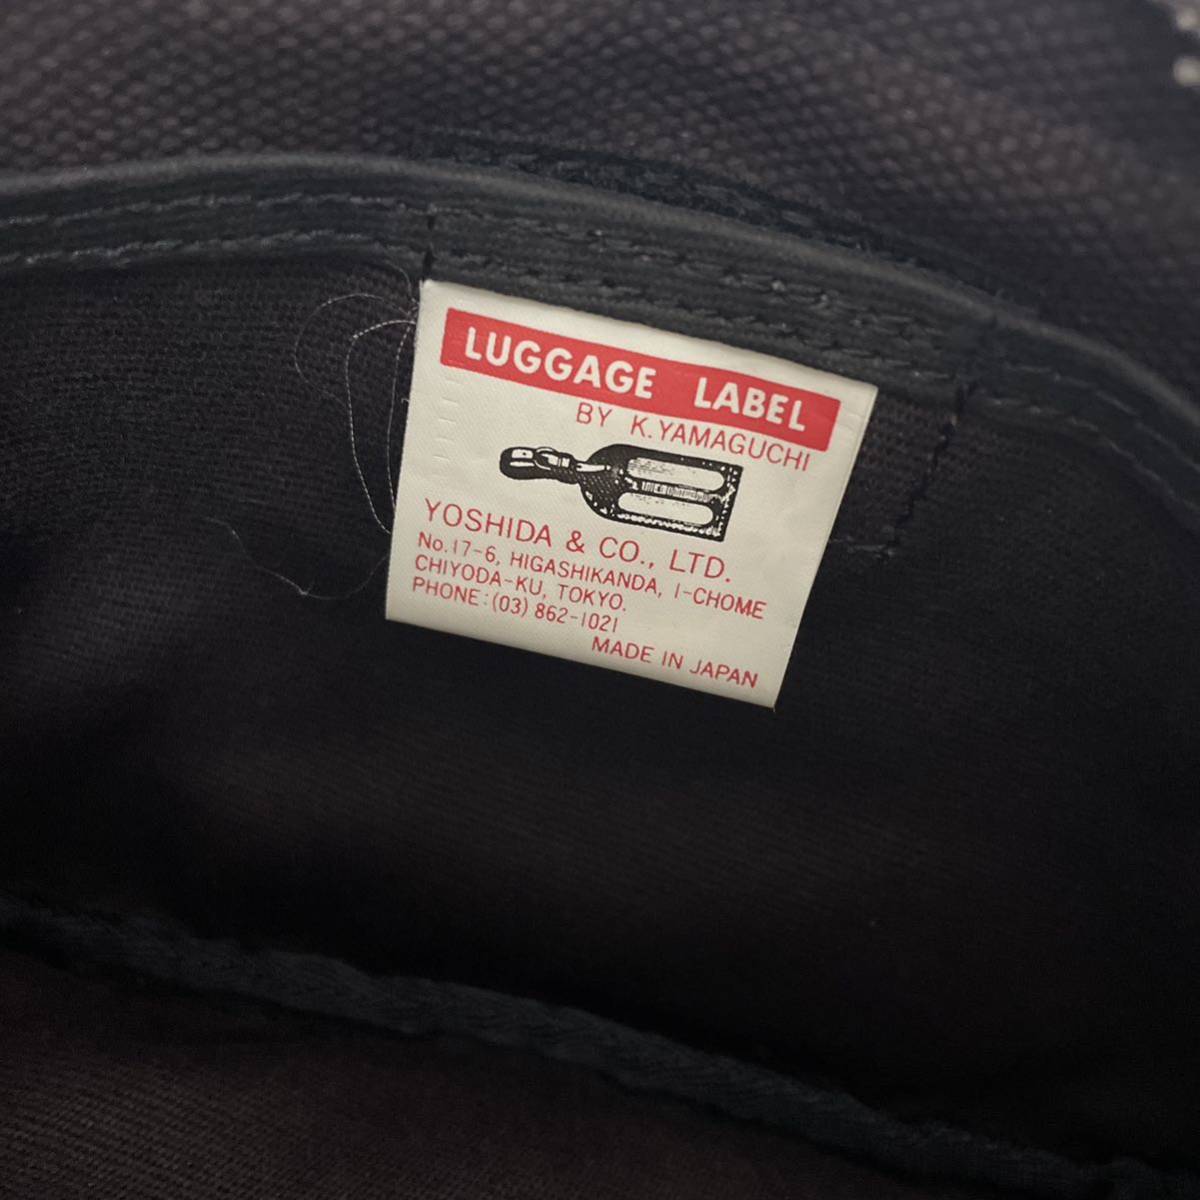 LUGGAGE LABEL
BY K.YAMAGUCHI
YOSHIDA & CO., LTD.
No.17-6, HIGASHIKANDA, 1-CHOME
CHIYODA-KU, TOKYO.
PHONE:(03) 862-1021
MADE IN JAPAN